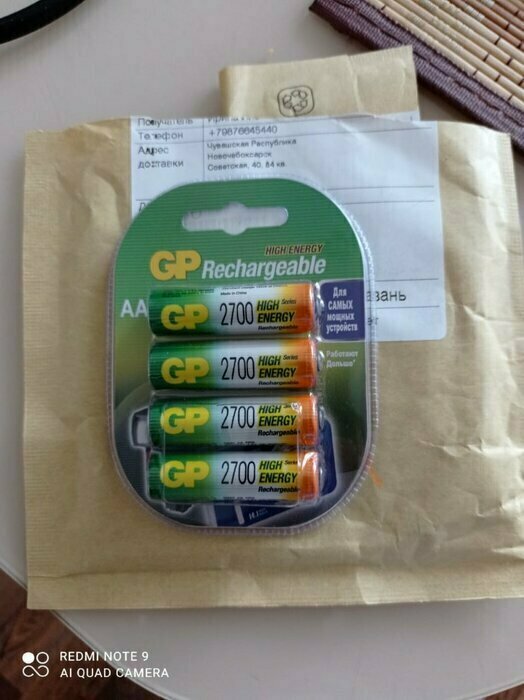 Получатель
Телефон +79876645440
Адрес доставки Чувашская Республика
Новочебоксарск
Советская, 40, 84 кв.
HIGH ENERGY
GP Rechargeable
Made in China
AA
GP 2700 HIGH Series ENERGY Rechargeable
GP 2700 HIGH Series ENERGY Rechargeable
GP 2700 HIGH Series ENERGY Rechargeable
GP 2700 HIGH Series ENERGY Rechargeable
Для
САМЫХ
мощных
устройств
азань
Работают
Дольше
REDMI NOTE 9
AI QUAD CAMERA